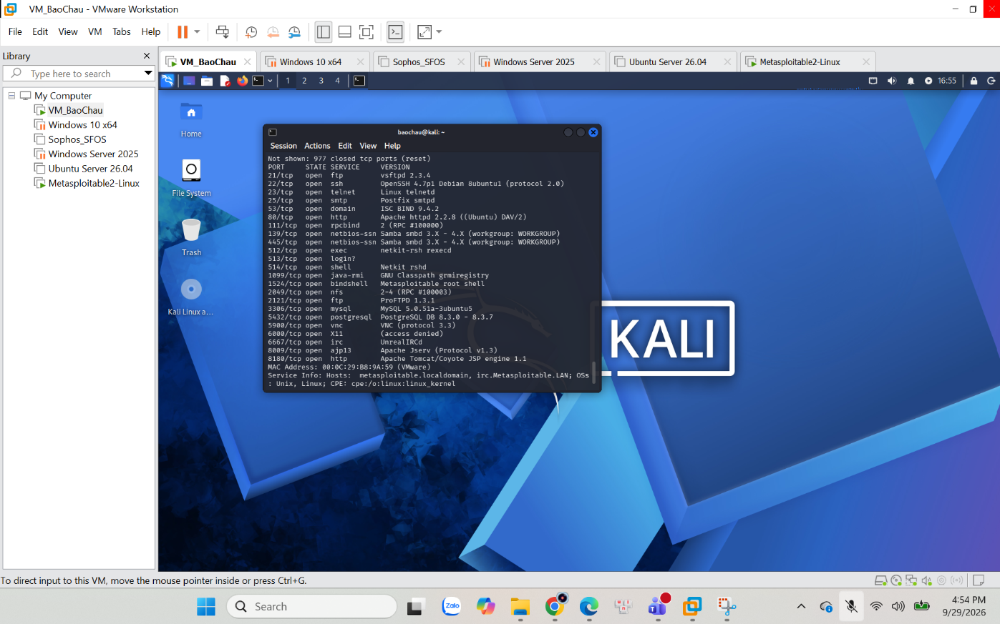 VM_BaoChau - VMware Workstation
File Edit View VM Tabs Help
Library
Type here to search
My Computer
VM_BaoChau
Windows 10 x64
Sophos_SFOS
Windows Server 2025
Ubuntu Server 26.04
Metasploitable2-Linux
VM_BaoChau Windows 10 x64 Sophos_SFOS Windows Server 2025 Ubuntu Server 26.04 Metasploitable2-Linux
1 2 3 4 16:55
Home
File System
Trash
Kali Linux a...
baochau@kali: ~
Session Actions Edit View Help
Not shown: 977 closed tcp ports (reset)
PORT STATE SERVICE VERSION
21/tcp open ftp vsftpd 2.3.4
22/tcp open ssh OpenSSH 4.7p1 Debian 8ubuntu1 (protocol 2.0)
23/tcp open telnet Linux telnetd
25/tcp open smtp Postfix smtpd
53/tcp open domain ISC BIND 9.4.2
80/tcp open http Apache httpd 2.2.8 ((Ubuntu) DAV/2)
111/tcp open rpcbind 2 (RPC #100000)
139/tcp open netbios-ssn Samba smbd 3.X - 4.X (workgroup: WORKGROUP)
445/tcp open netbios-ssn Samba smbd 3.X - 4.X (workgroup: WORKGROUP)
512/tcp open exec netkit-rsh rexecd
513/tcp open login?
514/tcp open shell Netkit rshd
1099/tcp open java-rmi GNU Classpath grmiregistry
1524/tcp open bindshell Metasploitable root shell
2049/tcp open nfs 2-4 (RPC #100003)
2121/tcp open ftp ProFTPD 1.3.1
3306/tcp open mysql MySQL 5.0.51a-3ubuntu5
5432/tcp open postgresql PostgreSQL DB 8.3.0 - 8.3.7
5900/tcp open vnc VNC (protocol 3.3)
6000/tcp open X11 (access denied)
6667/tcp open irc UnrealIRCd
8009/tcp open ajp13 Apache Jserv (Protocol v1.3)
8180/tcp open http Apache Tomcat/Coyote JSP engine 1.1
MAC Address: 00:0C:29:B8:9A:59 (VMware)
Service Info: Hosts:  metasploitable.localdomain, irc.Metasploitable.LAN; OSs
: Unix, Linux; CPE: cpe:/o:linux:linux_kernel
KALI
To direct input to this VM, move the mouse pointer inside or press Ctrl+G.
Search
Zalo
4:54 PM
9/29/2026